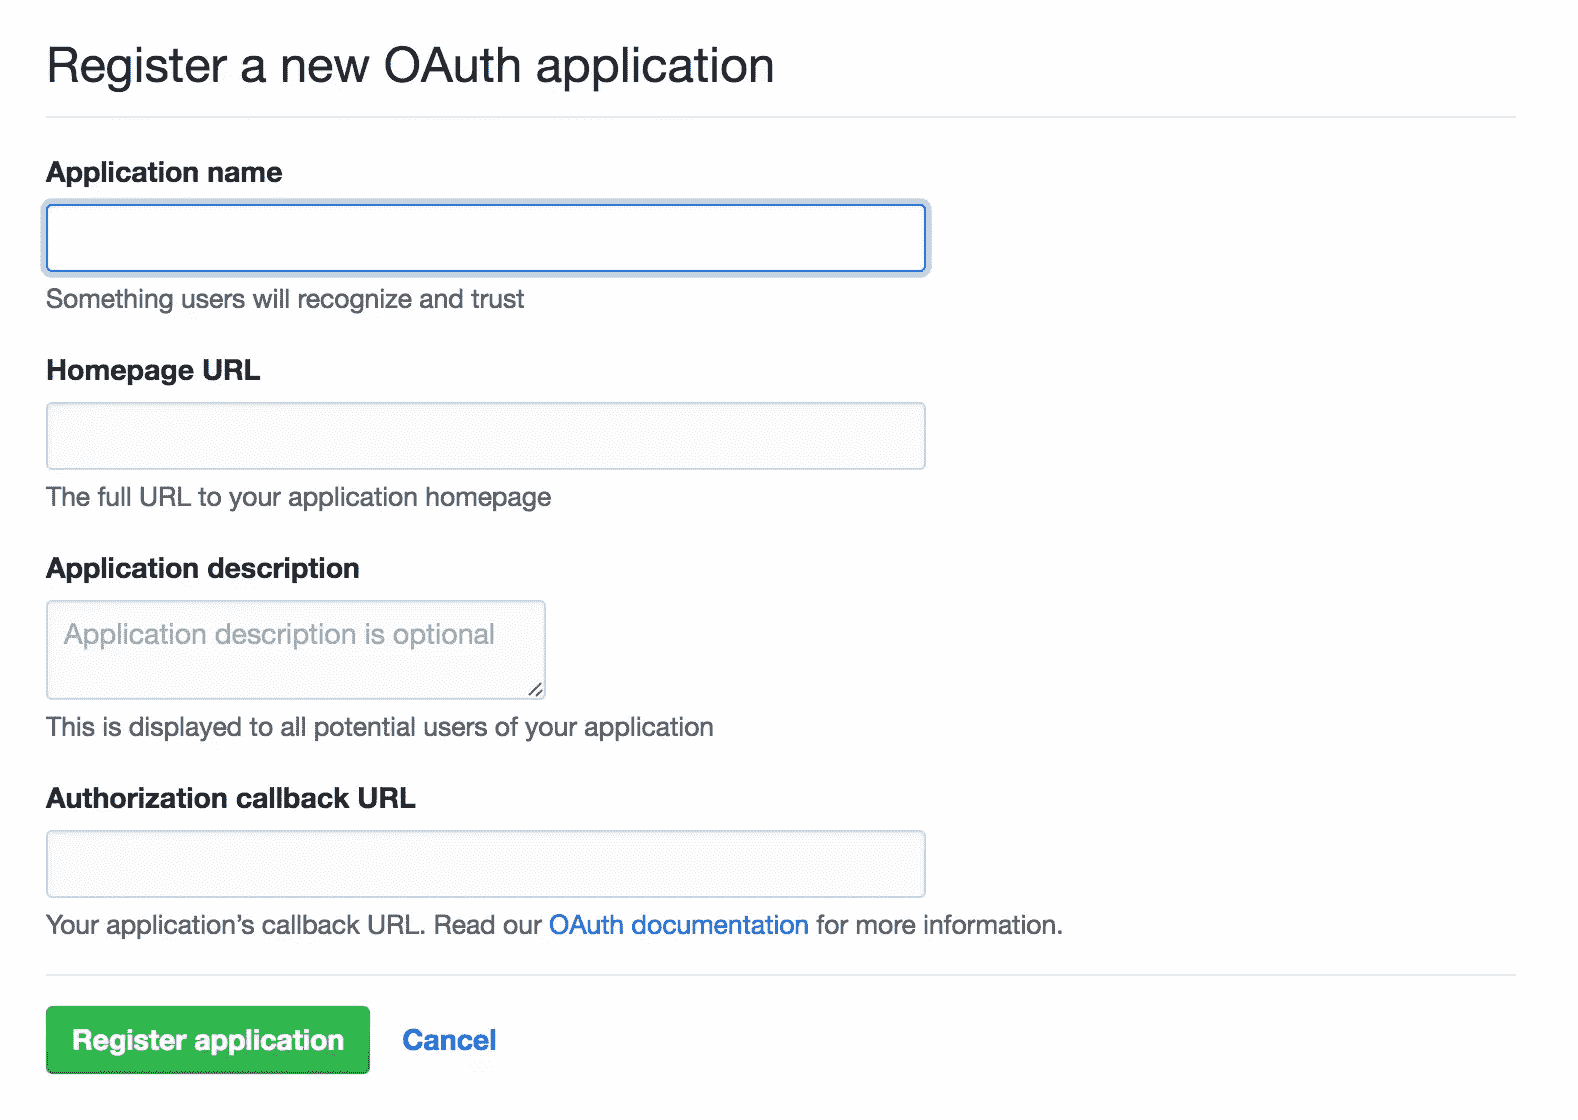 Register a new OAuth application
Application name
Something users will recognize and trust
Homepage URL
The full URL to your application homepage
Application description
Application description is optional
This is displayed to all potential users of your application
Authorization callback URL
Your application’s callback URL. Read our OAuth documentation for more information.
Register application Cancel